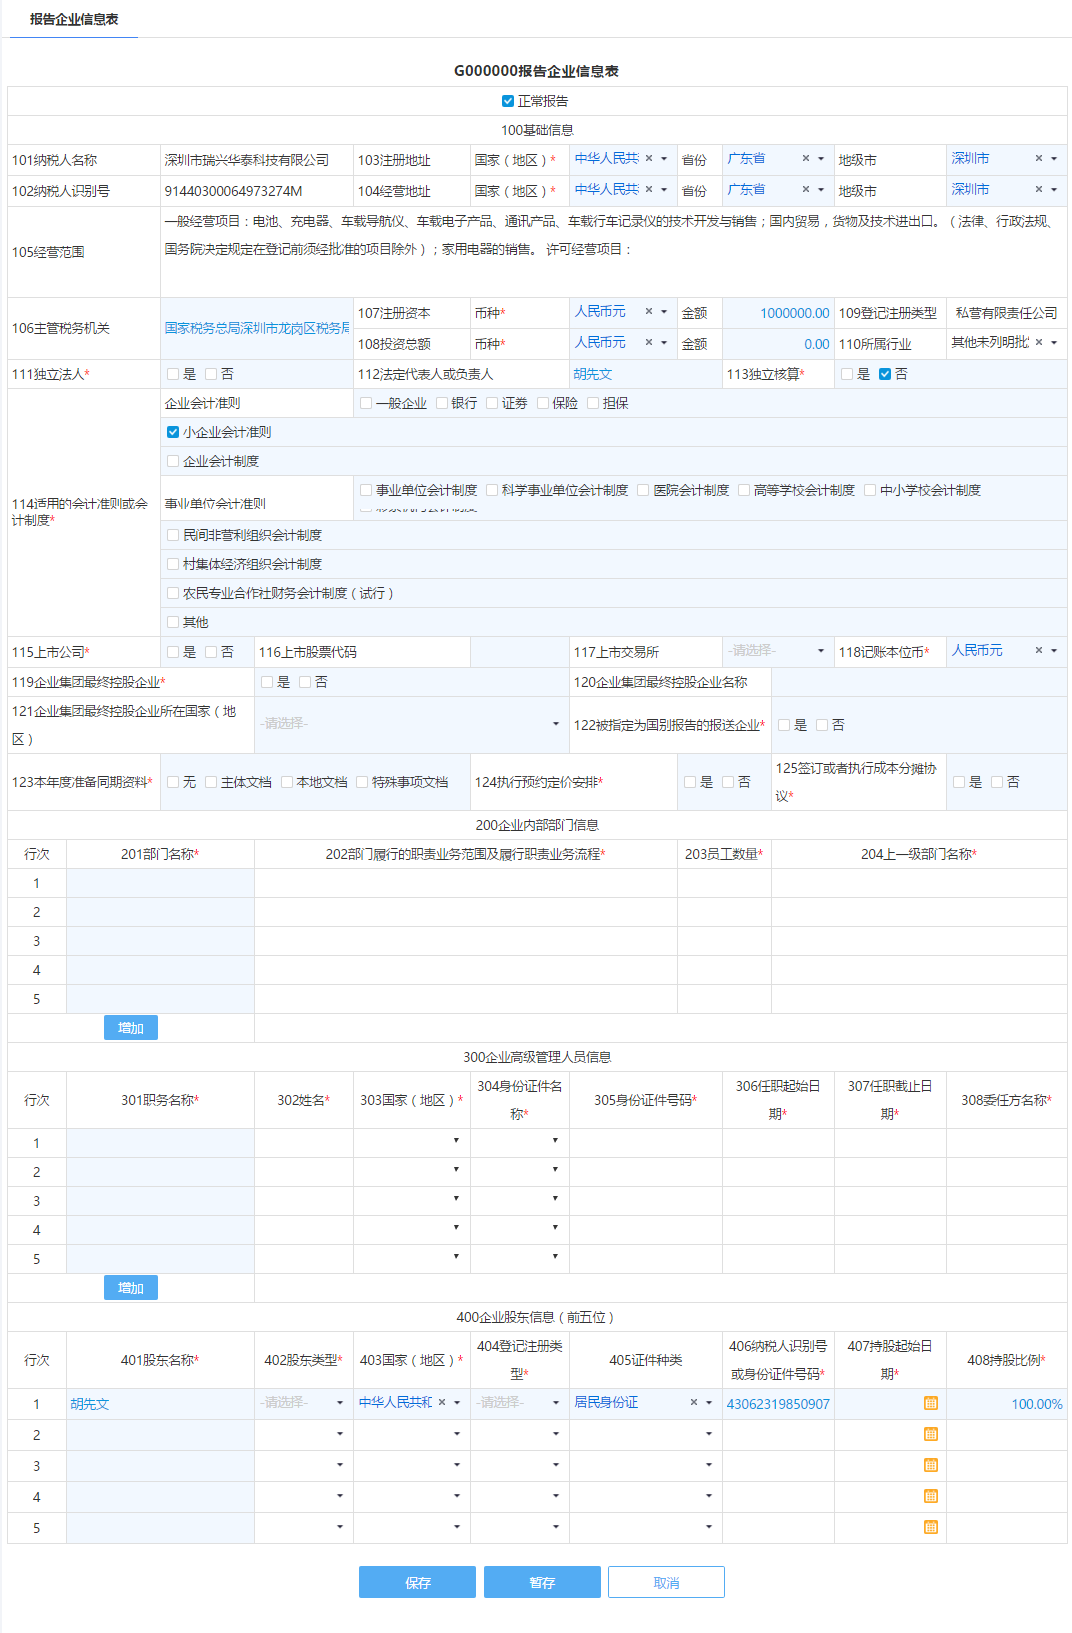 报告企业信息表
G000000报告企业信息表
正常报告
100基础信息
101纳税人名称 深圳市瑞兴华泰科技有限公司 103注册地址 国家（地区）* 中华人民共 × 省份 广东省 × 地级市 深圳市 ×
102纳税人识别号 91440300064973274M 104经营地址 国家（地区）* 中华人民共 × 省份 广东省 × 地级市 深圳市 ×
105经营范围 一般经营项目：电池、充电器、车载导航仪、车载电子产品、通讯产品、车载行车记录仪的技术开发与销售；国内贸易，货物及技术进出口。（法律、行政法规、
国务院决定规定在登记前须经批准的项目除外）；家用电器的销售。 许可经营项目：
106主管税务机关 国家税务总局深圳市龙岗区税务局 107注册资本 币种* 人民币元 × 金额 1000000.00 109登记注册类型 私营有限责任公司
108投资总额 币种* 人民币元 × 金额 0.00 110所属行业 其他未列明批 ×
111独立法人* 是 否 112法定代表人或负责人 胡先文 113独立核算* 是 否
114适用的会计准则或会
计制度*
企业会计准则 一般企业 银行 证券 保险 担保
小企业会计准则
企业会计制度
事业单位会计准则 事业单位会计制度 科学事业单位会计制度 医院会计制度 高等学校会计制度 中小学校会计制度
民间非营利组织会计制度
村集体经济组织会计制度
农民专业合作社财务会计制度（试行）
其他
115上市公司* 是 否 116上市股票代码 117上市交易所 -请选择- 118记账本位币* 人民币元 ×
119企业集团最终控股企业* 是 否 120企业集团最终控股企业名称
121企业集团最终控股企业所在国家（地
区） -请选择- 122被指定为国别报告的报送企业* 是 否
123本年度准备同期资料* 无 主体文档 本地文档 特殊事项文档 124执行预约定价安排* 是 否 125签订或者执行成本分摊协
议* 是 否
200企业内部部门信息
行次 201部门名称* 202部门履行的职责业务范围及履行职责业务流程* 203员工数量* 204上一级部门名称*
1
2
3
4
5
增加
300企业高级管理人员信息
行次 301职务名称* 302姓名* 303国家（地区）* 304身份证件名
称* 305身份证件号码* 306任职起始日
期* 307任职截止日
期* 308委任方名称*
1
2
3
4
5
增加
400企业股东信息（前五位）
行次 401股东名称* 402股东类型* 403国家（地区）* 404登记注册类
型* 405证件种类 406纳税人识别号
或身份证件号码* 407持股起始日
期* 408持股比例*
1 胡先文 -请选择- 中华人民共和 × -请选择- 居民身份证 × 43062319850907 100.00%
2
3
4
5
保存 暂存 取消